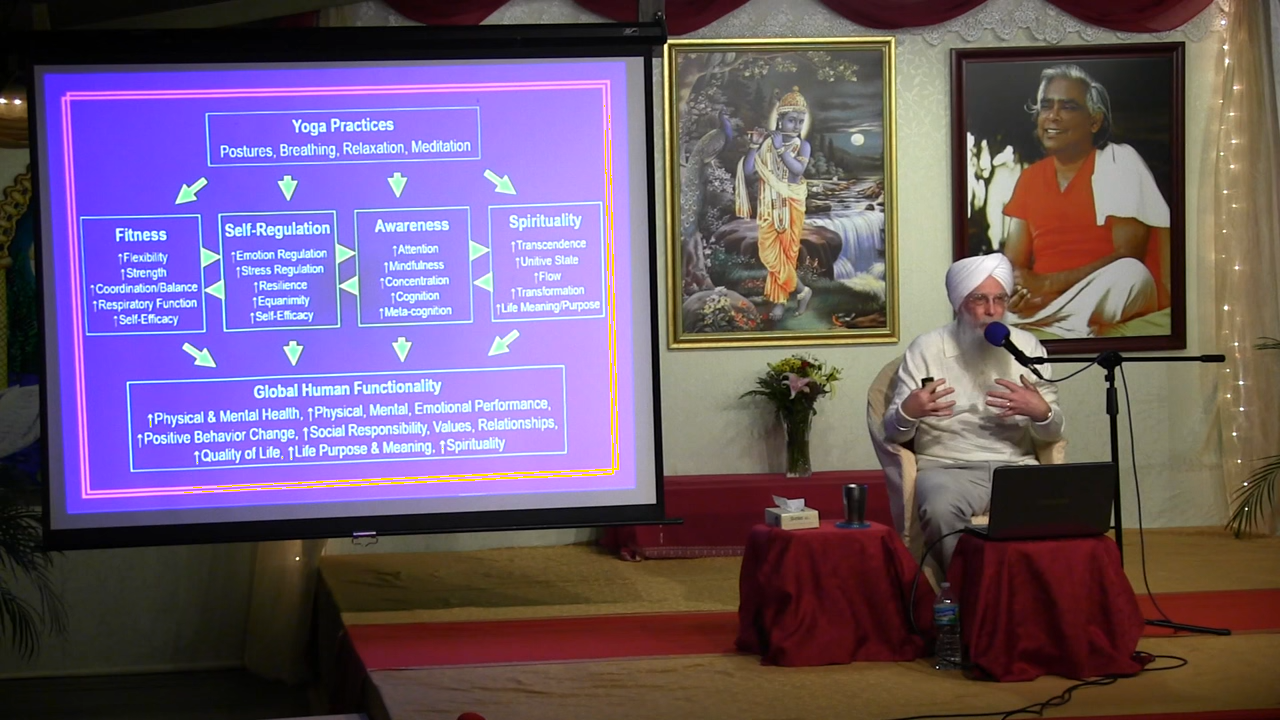 Yoga Practices
Postures, Breathing, Relaxation, Meditation
Fitness
↑Flexibility
↑Strength
↑Coordination/Balance
↑Respiratory Function
↑Self-Efficacy
Self-Regulation
↑Emotion Regulation
↑Stress Regulation
↑Resilience
↑Equanimity
↑Self-Efficacy
Awareness
↑Attention
↑Mindfulness
↑Concentration
↑Cognition
↑Meta-cognition
Spirituality
↑Transcendence
↑Unitive State
↑Flow
↑Transformation
↑Life Meaning/Purpose
Global Human Functionality
↑Physical & Mental Health, ↑Physical, Mental, Emotional Performance,
↑Positive Behavior Change, ↑Social Responsibility, Values, Relationships,
↑Quality of Life, ↑Life Purpose & Meaning, ↑Spirituality